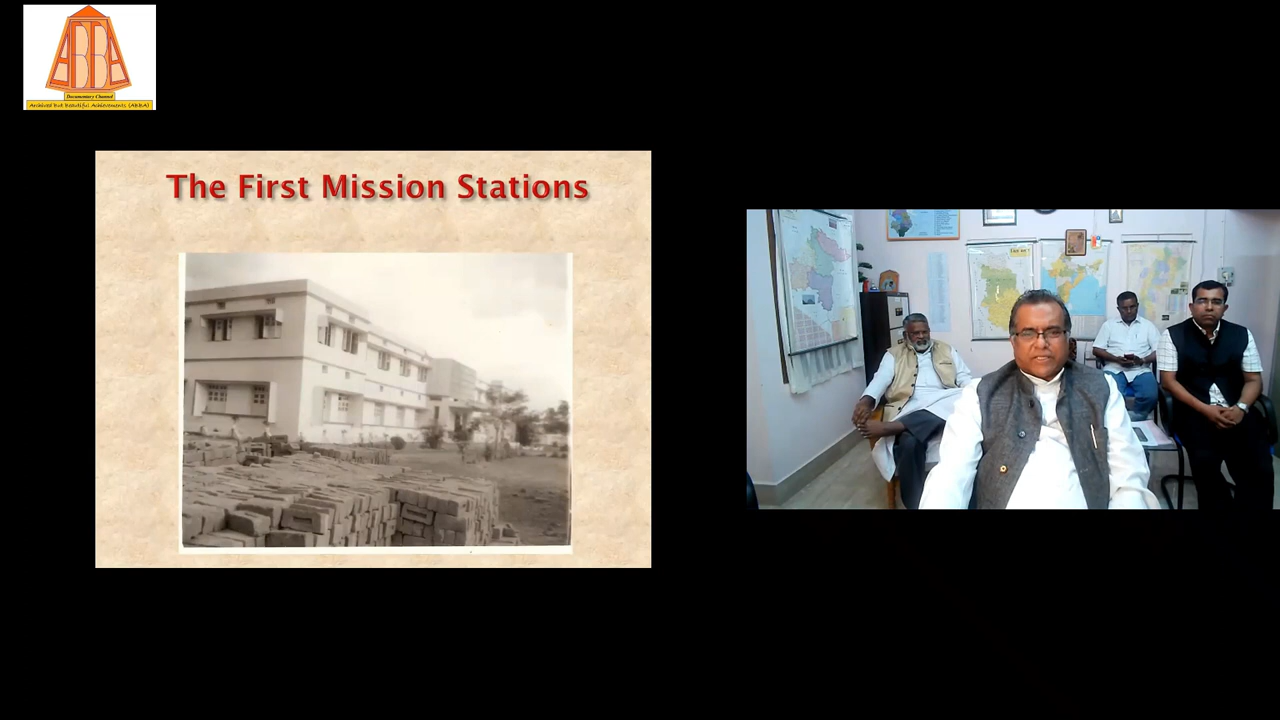 ABBA
Documentary Channel
Archived but Beautiful Achievements (ABBA)
The First Mission Stations